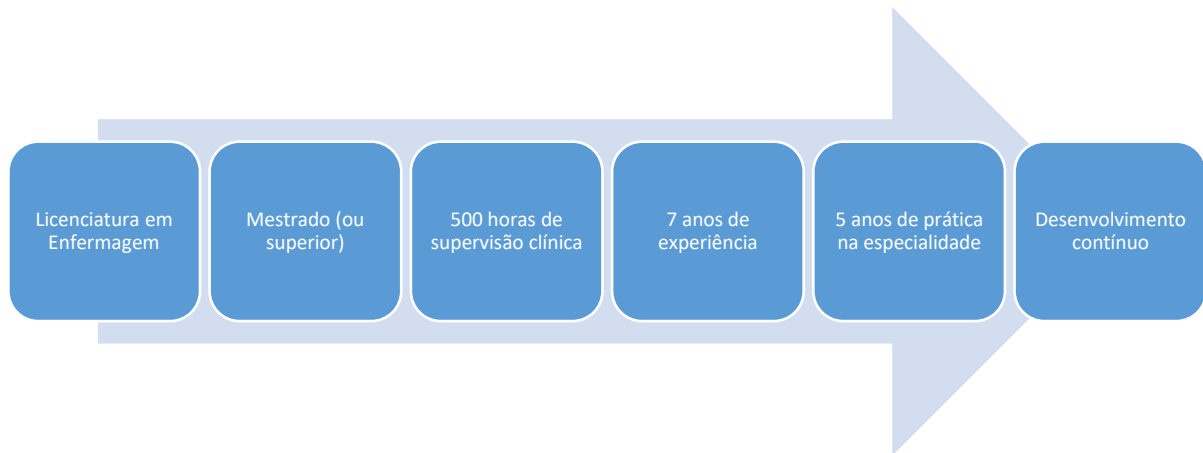 Licenciatura em
Enfermagem
Mestrado (ou
superior)
500 horas de
supervisão clínica
7 anos de
experiência
5 anos de prática
na especialidade
Desenvolvimento
contínuo